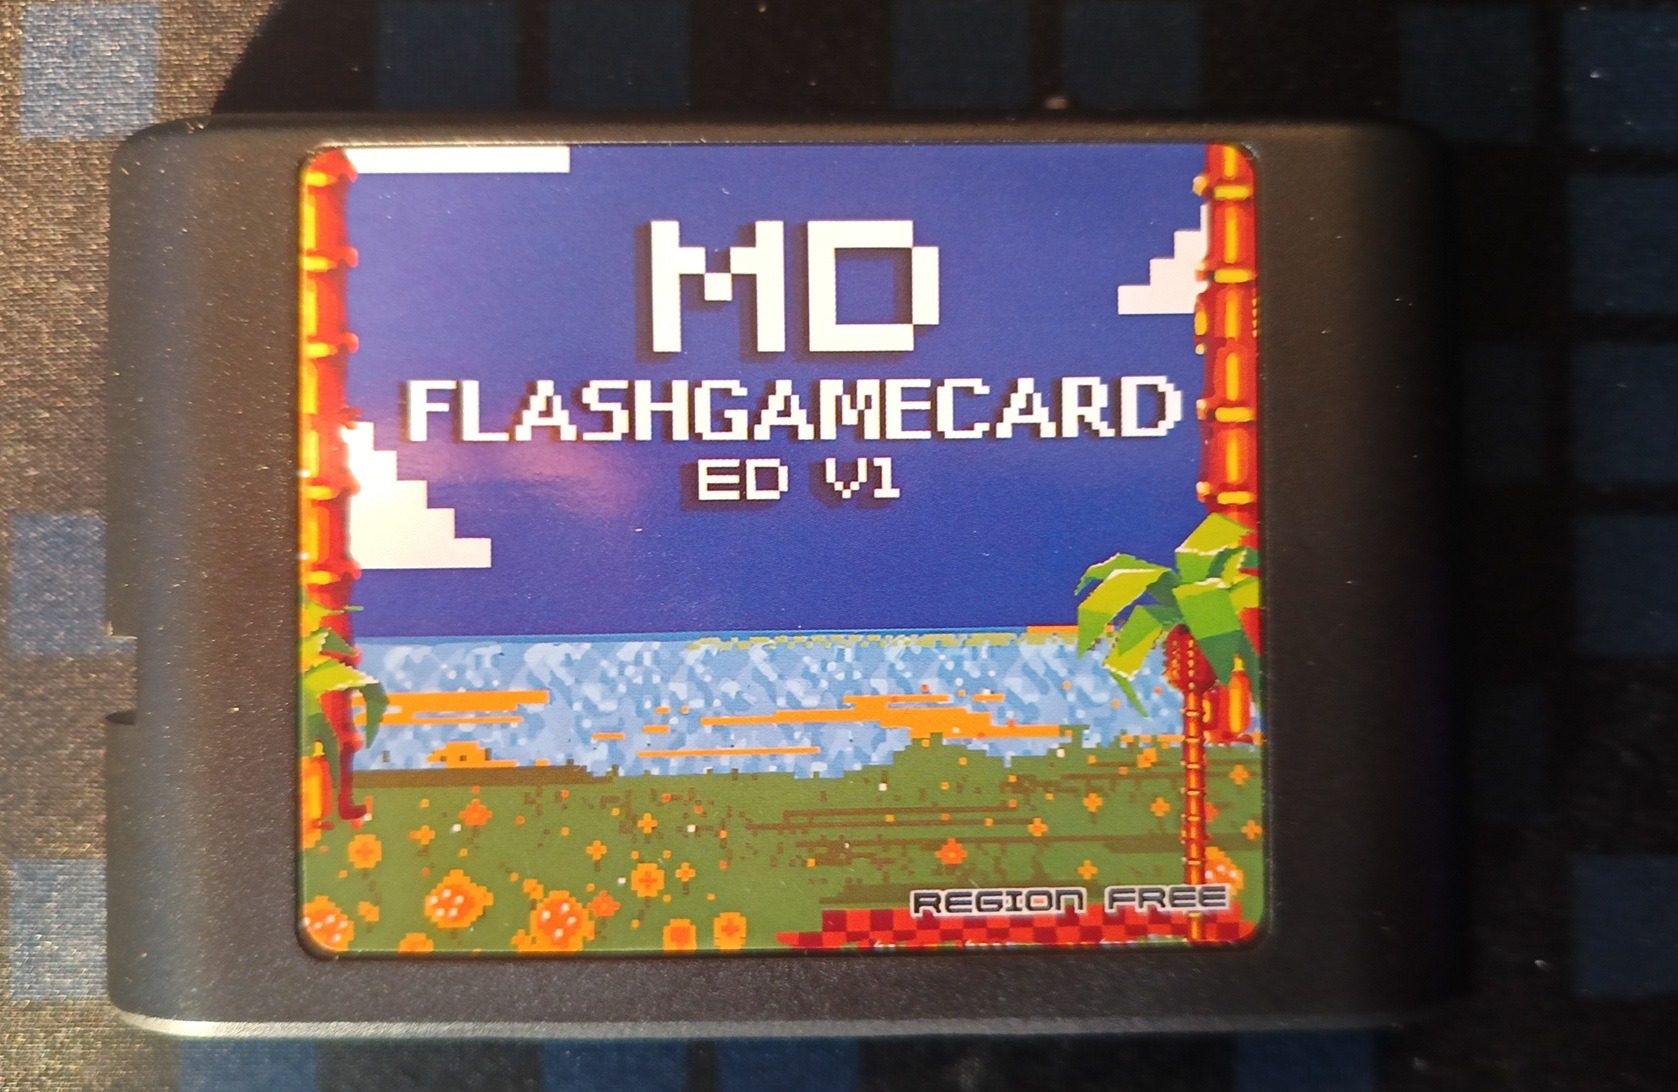 MD
FLASHGAMECARD
ED V1
REGION FREE